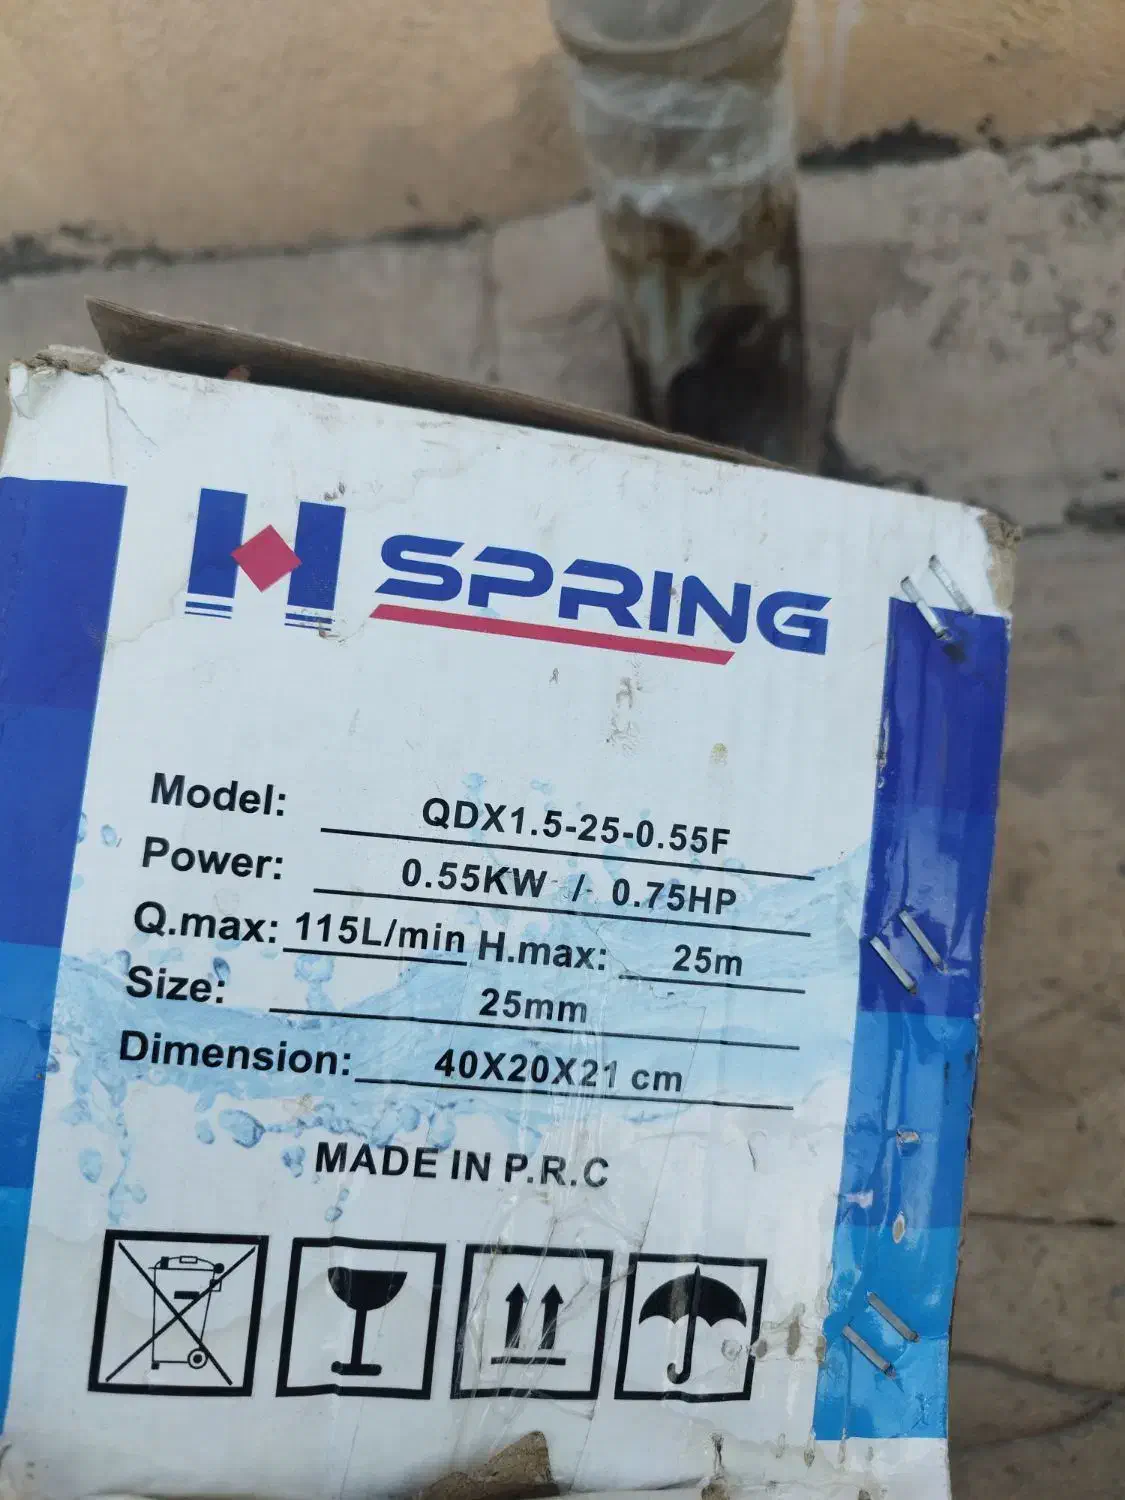 H SPRING
Model: QDX1.5-25-0.55F
Power: 0.55KW / 0.75HP
Q.max: 115L/min H.max: 25m
Size: 25mm
Dimension: 40X20X21 cm
MADE IN P.R.C